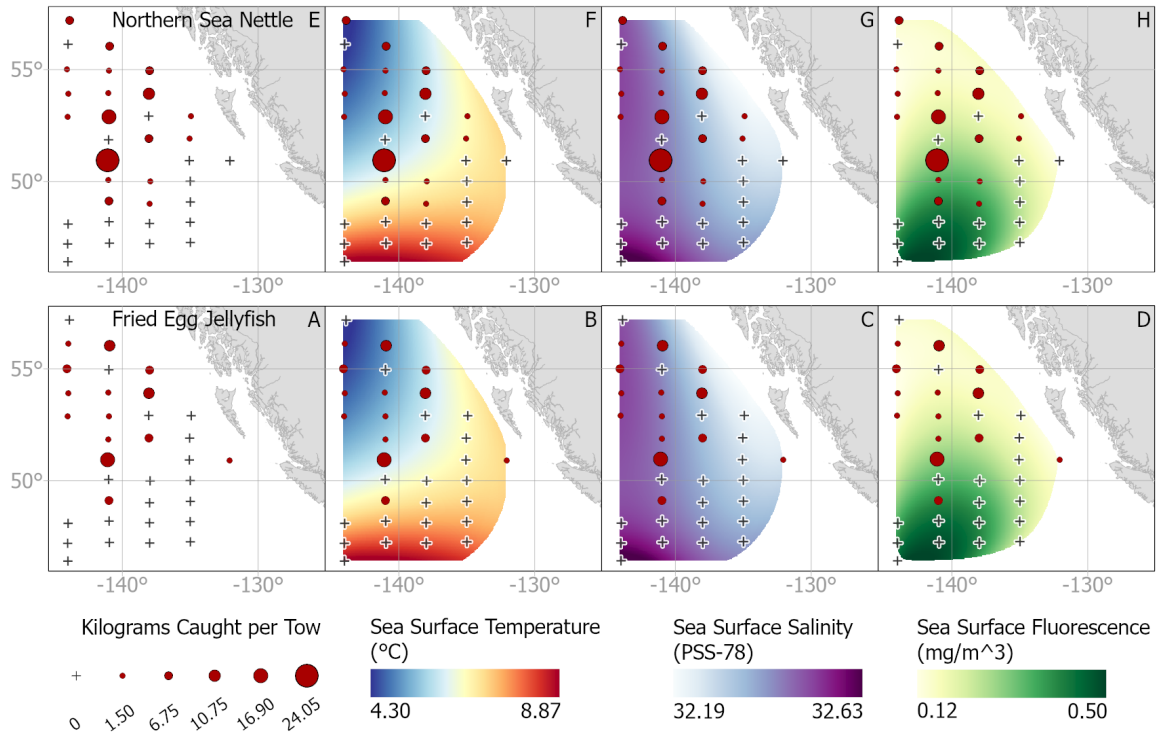 Northern Sea Nettle E F G H
55°
50°
-140° -130° -140° -130° -140° -130° -140° -130°
Fried Egg Jellyfish A B C D
55°
50°
-140° -130° -140° -130° -140° -130° -140° -130°
Kilograms Caught per Tow
0 1.50 6.75 10.75 16.90 24.05
Sea Surface Temperature
(°C)
4.30 8.87
Sea Surface Salinity
(PSS-78)
32.19 32.63
Sea Surface Fluorescence
(mg/m^3)
0.12 0.50